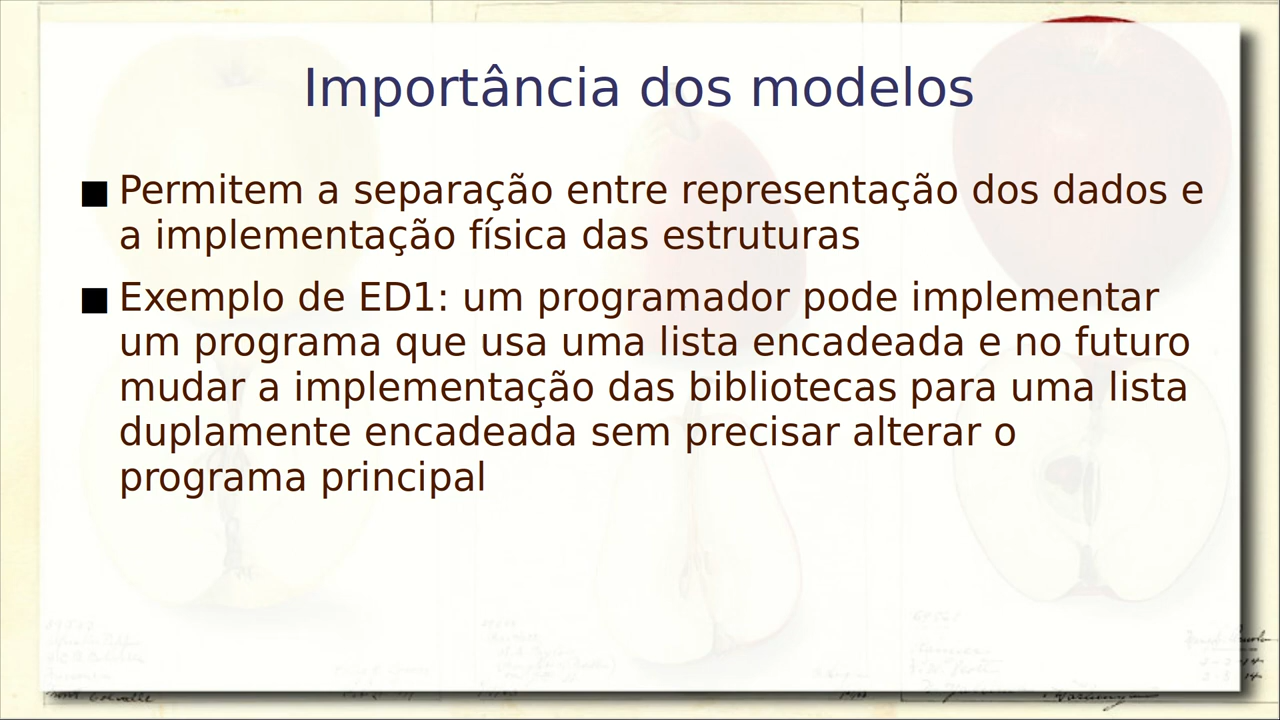 Importância dos modelos
■ Permitem a separação entre representação dos dados e
a implementação física das estruturas
■ Exemplo de ED1: um programador pode implementar
um programa que usa uma lista encadeada e no futuro
mudar a implementação das bibliotecas para uma lista
duplamente encadeada sem precisar alterar o
programa principal